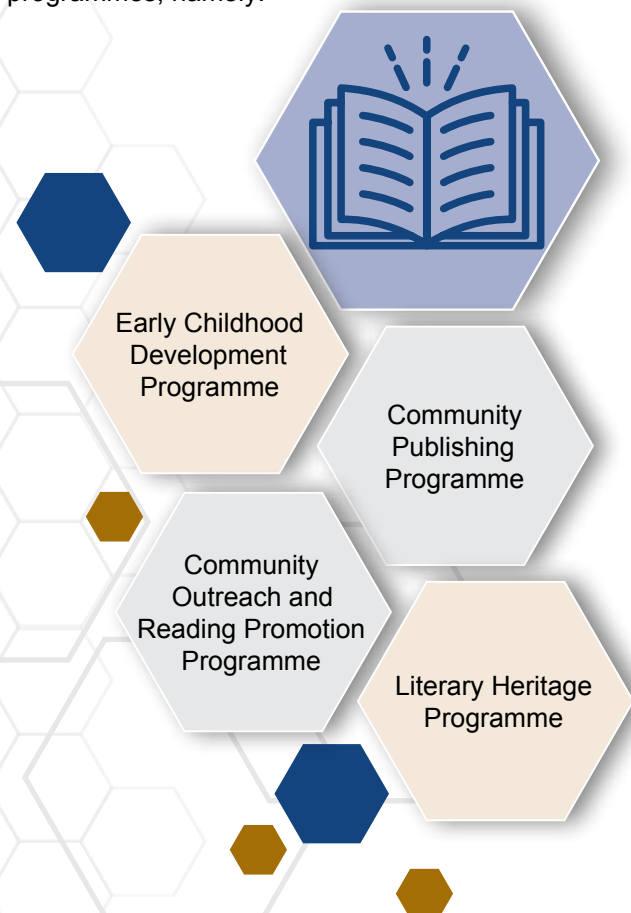 programmes, namely:
Early Childhood
Development
Programme
Community
Publishing
Programme
Community
Outreach and
Reading Promotion
Programme
Literary Heritage
Programme